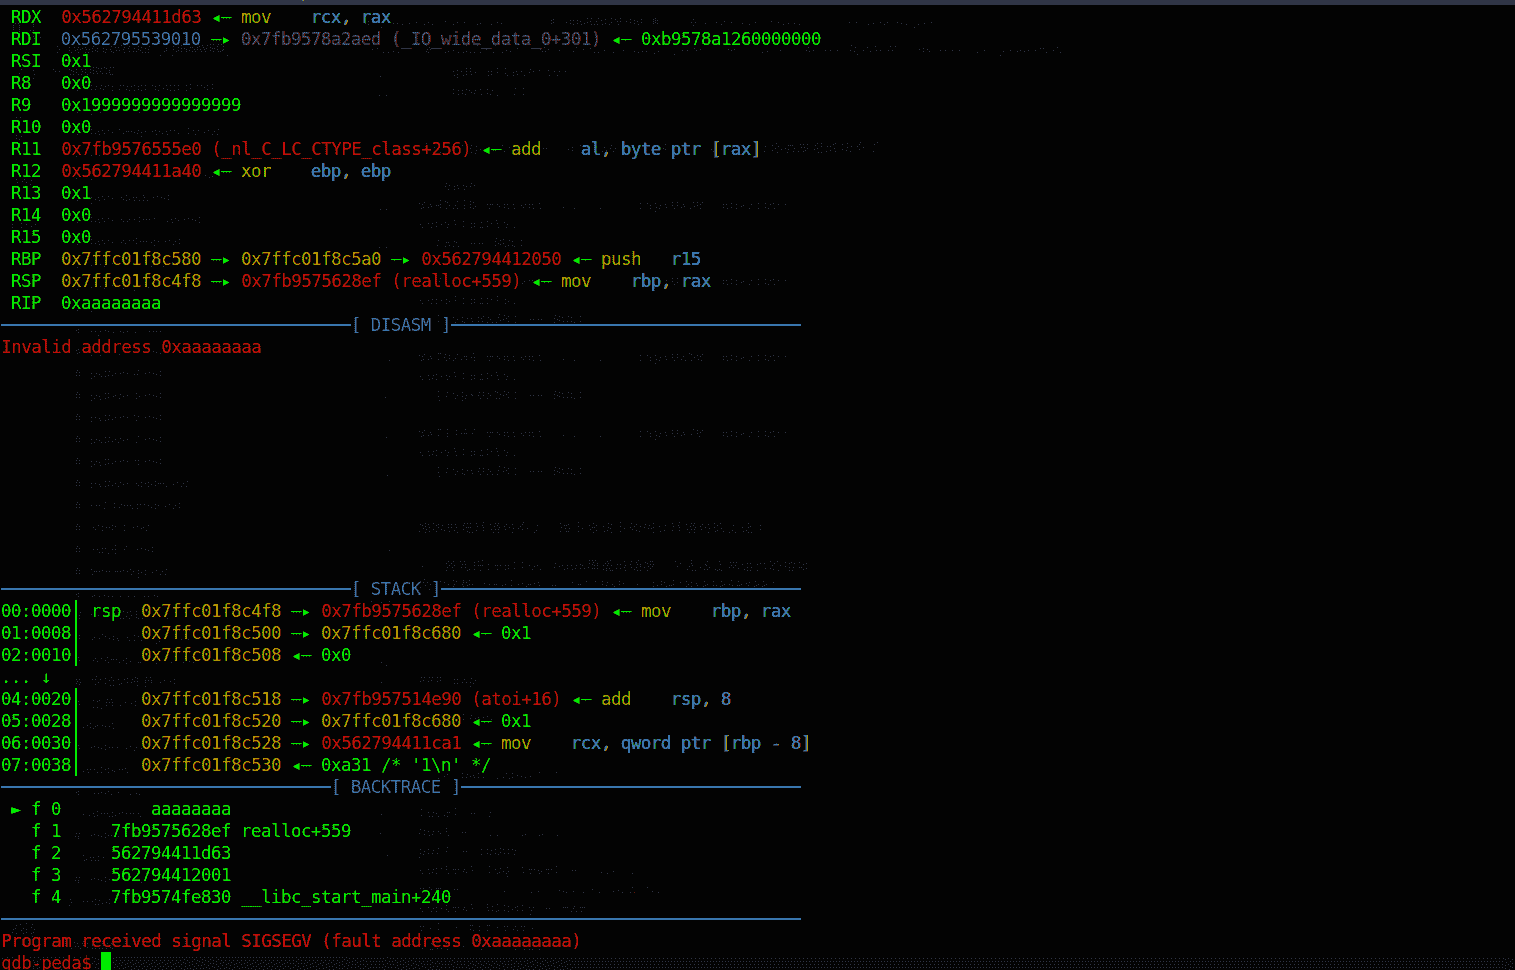 RDX 0x562794411d63 ◂— mov rcx, rax
RDI 0x562795539010 —▸ 0x7fb9578a2aed (_IO_wide_data_0+301) ◂— 0xb9578a1260000000
RSI 0x1
R8 0x0
R9 0x1999999999999999
R10 0x0
R11 0x7fb9576555e0 (_nl_C_LC_CTYPE_class+256) ◂— add al, byte ptr [rax]
R12 0x562794411a40 ◂— xor ebp, ebp
R13 0x1
R14 0x0
R15 0x0
RBP 0x7ffc01f8c580 —▸ 0x7ffc01f8c5a0 —▸ 0x562794412050 ◂— push r15
RSP 0x7ffc01f8c4f8 —▸ 0x7fb9575628ef (realloc+559) ◂— mov rbp, rax
RIP 0xaaaaaaaa
[ DISASM ]
Invalid address 0xaaaaaaaa
[ STACK ]
00:0000│ rsp 0x7ffc01f8c4f8 —▸ 0x7fb9575628ef (realloc+559) ◂— mov rbp, rax
01:0008│ 0x7ffc01f8c500 —▸ 0x7ffc01f8c680 ◂— 0x1
02:0010│ 0x7ffc01f8c508 ◂— 0x0
... ↓
04:0020│ 0x7ffc01f8c518 —▸ 0x7fb957514e90 (atoi+16) ◂— add rsp, 8
05:0028│ 0x7ffc01f8c520 —▸ 0x7ffc01f8c680 ◂— 0x1
06:0030│ 0x7ffc01f8c528 —▸ 0x562794411ca1 ◂— mov rcx, qword ptr [rbp - 8]
07:0038│ 0x7ffc01f8c530 ◂— 0xa31 /* '1\n' */
[ BACKTRACE ]
► f 0 aaaaaaaa
f 1 7fb9575628ef realloc+559
f 2 562794411d63
f 3 562794412001
f 4 7fb9574fe830 __libc_start_main+240
Program received signal SIGSEGV (fault address 0xaaaaaaaa)
gdb-peda$